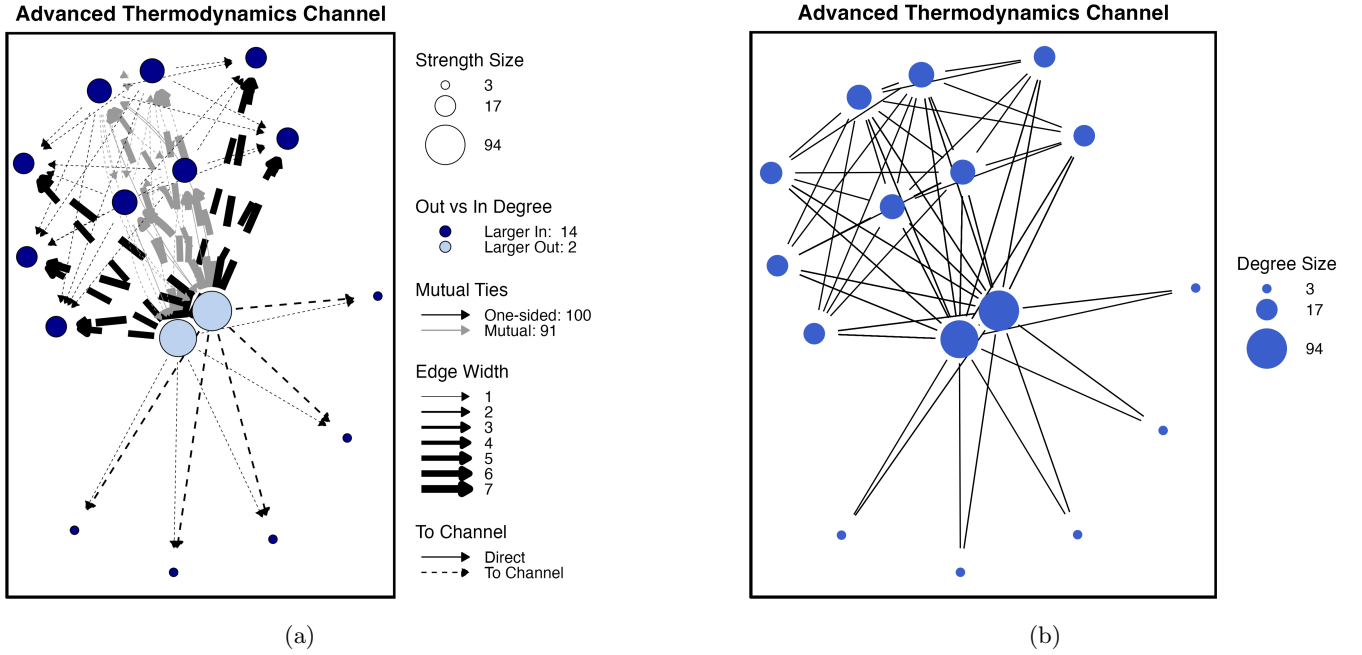 Advanced Thermodynamics Channel
Strength Size
3
17
94
Out vs In Degree
Larger In: 14
Larger Out: 2
Mutual Ties
One-sided: 100
Mutual: 91
Edge Width
1
2
3
4
5
6
7
To Channel
Direct
To Channel
(a)
Advanced Thermodynamics Channel
Degree Size
3
17
94
(b)